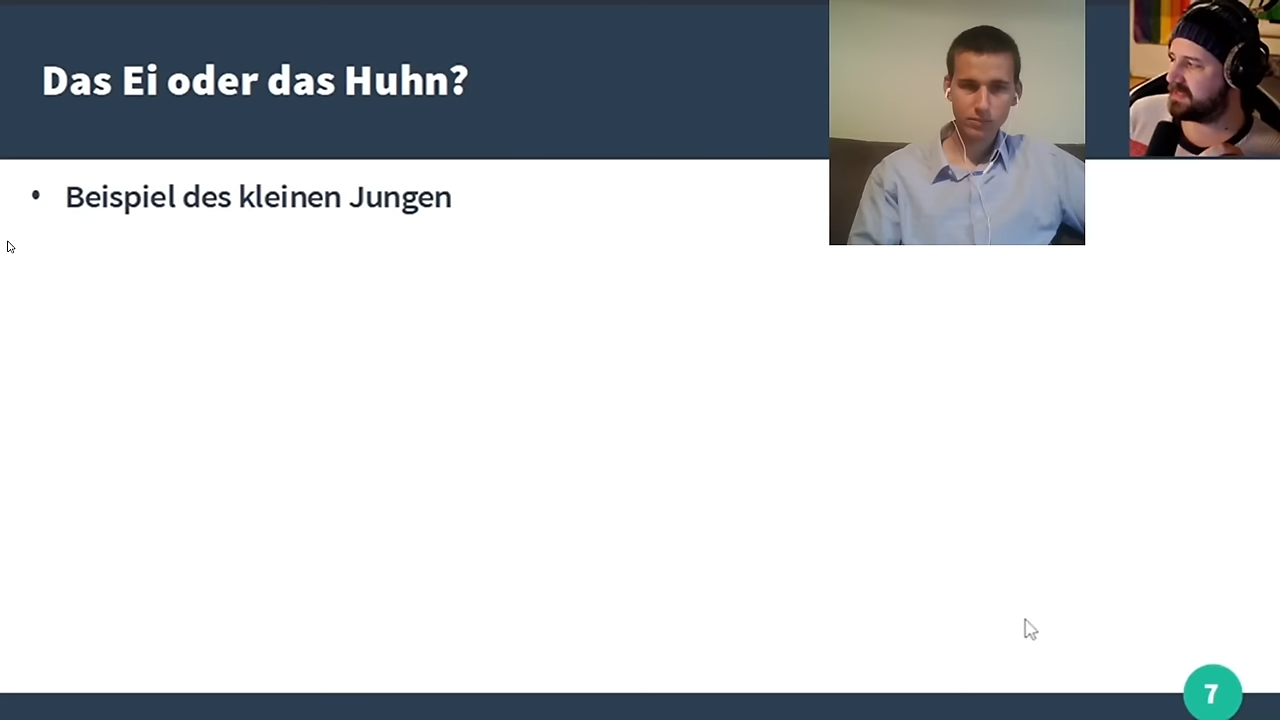 Das Ei oder das Huhn?
• Beispiel des kleinen Jungen
7